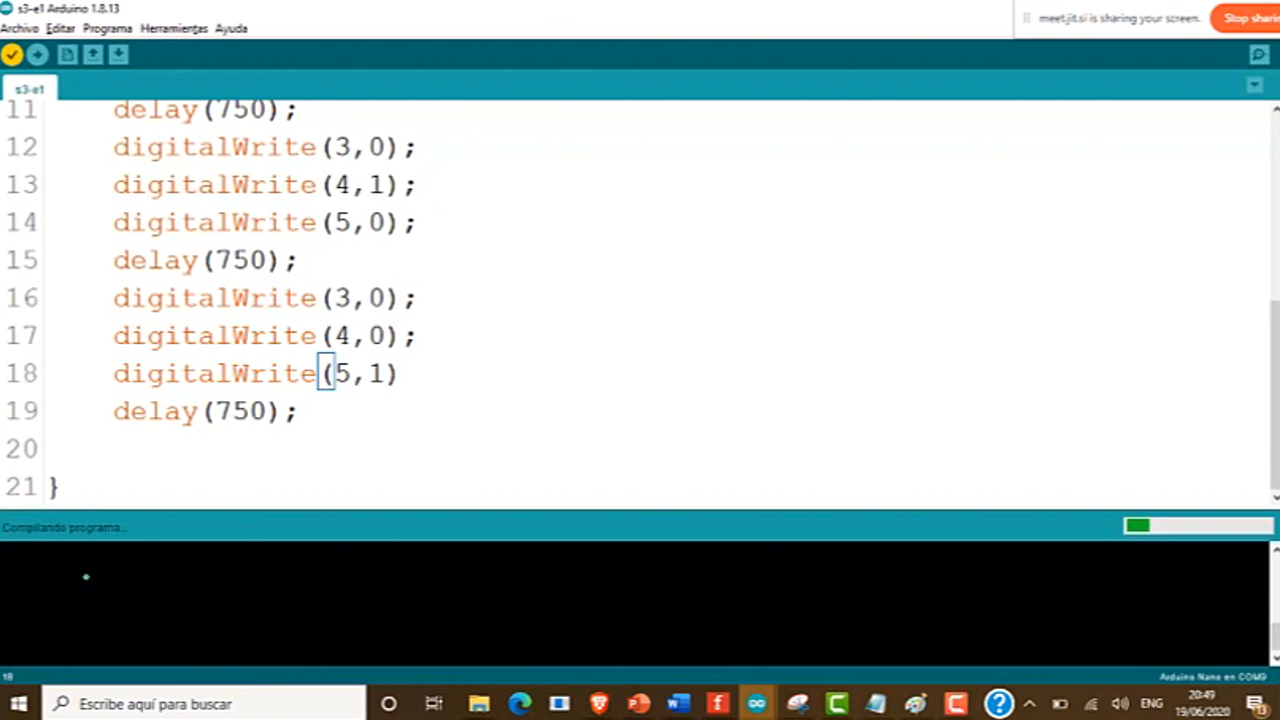 s3-e1 Arduino 1.8.13
meet.jit.si is sharing your screen.
Stop sharin
Archivo Editar Programa Herramientas Ayuda
s3-e1
11 delay(750);
12 digitalWrite(3,0);
13 digitalWrite(4,1);
14 digitalWrite(5,0);
15 delay(750);
16 digitalWrite(3,0);
17 digitalWrite(4,0);
18 digitalWrite(5,1)
19 delay(750);
20
21 }
Compilando programa...
18
Arduino Nano en COM9
Escribe aquí para buscar
ENG
20:49
19/06/2020